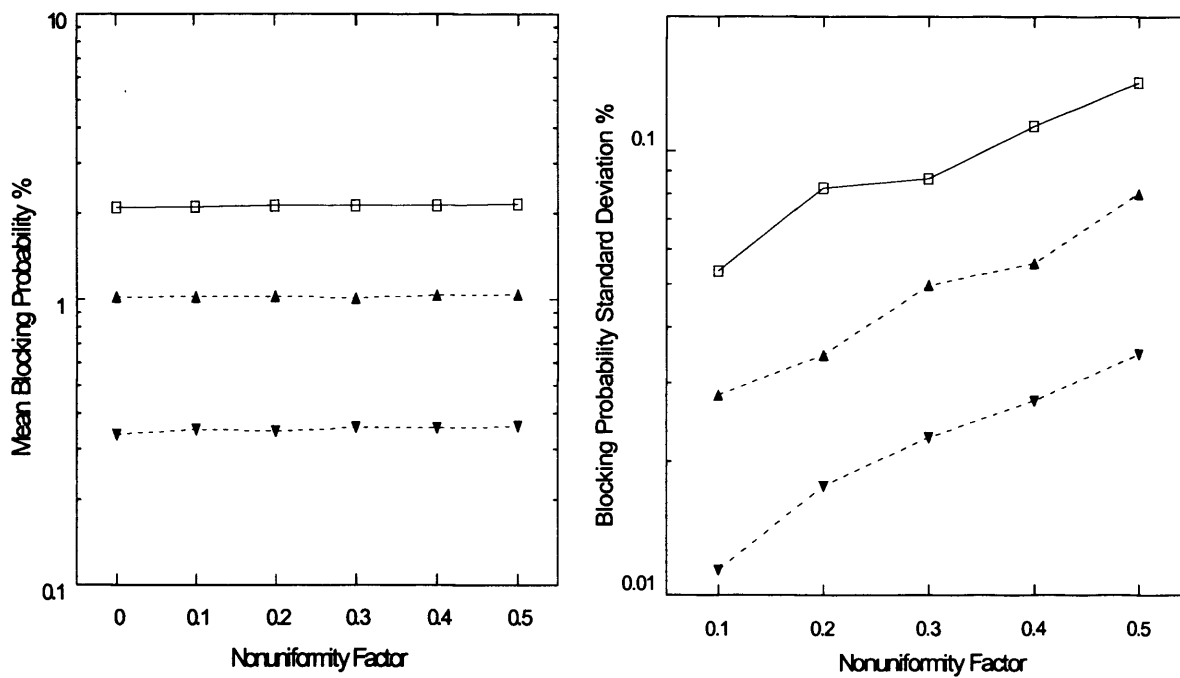 10
1
0.1
Mean Blocking Probability %
0 0.1 0.2 0.3 0.4 0.5
Nonuniformity Factor
0.1
0.01
Blocking Probability Standard Deviation %
0.1 0.2 0.3 0.4 0.5
Nonuniformity Factor